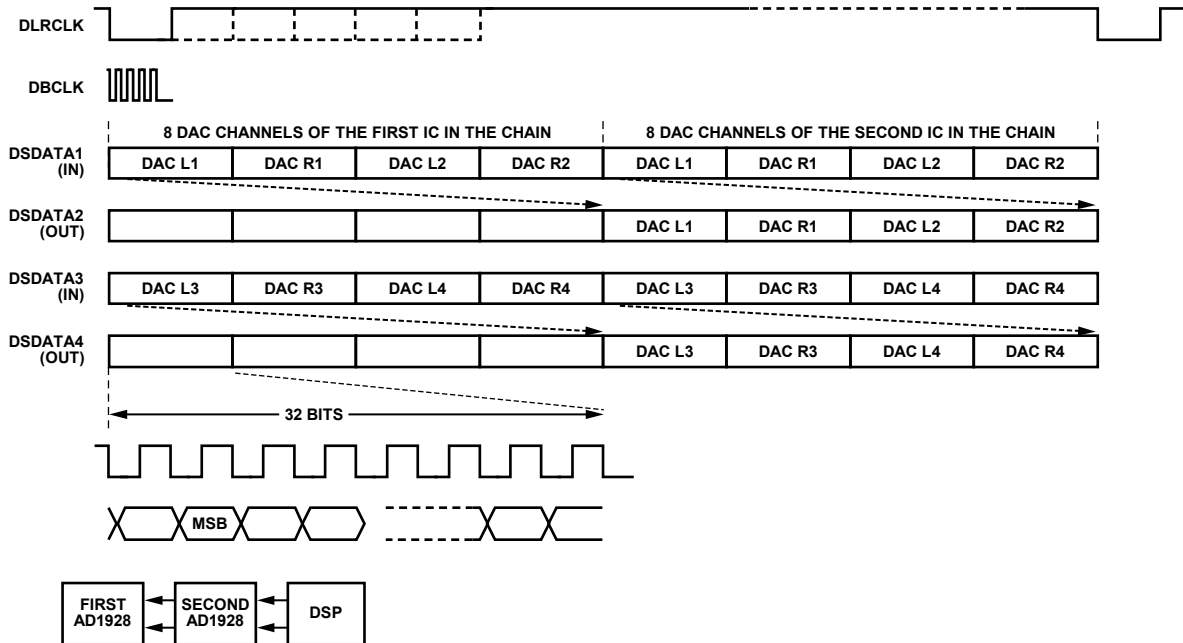 DLRCLK
DBCLK
8 DAC CHANNELS OF THE FIRST IC IN THE CHAIN 8 DAC CHANNELS OF THE SECOND IC IN THE CHAIN
DSDATA1 (IN) DAC L1 DAC R1 DAC L2 DAC R2 DAC L1 DAC R1 DAC L2 DAC R2
DSDATA2 (OUT) DAC L1 DAC R1 DAC L2 DAC R2
DSDATA3 (IN) DAC L3 DAC R3 DAC L4 DAC R4 DAC L3 DAC R3 DAC L4 DAC R4
DSDATA4 (OUT) DAC L3 DAC R3 DAC L4 DAC R4
32 BITS
MSB
FIRST AD1928 SECOND AD1928 DSP